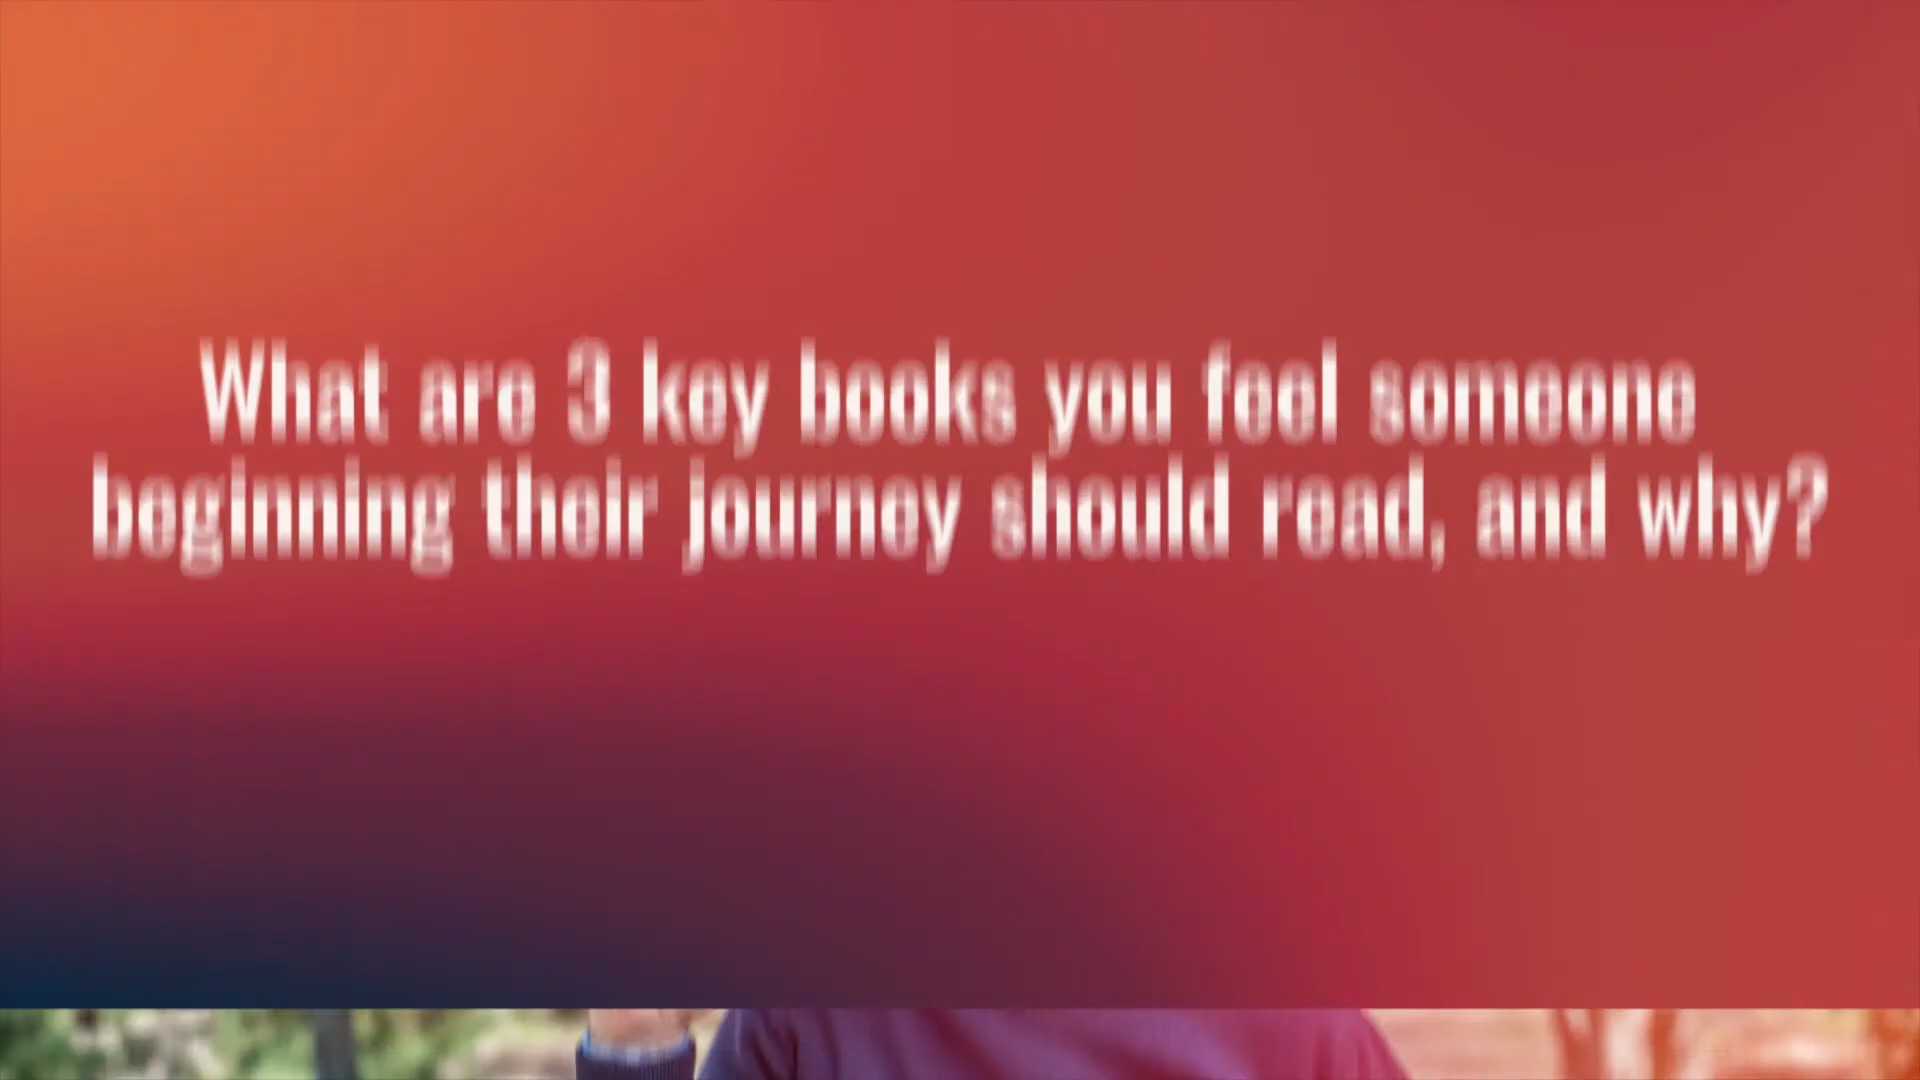 What are 3 key books you feel someone
beginning their journey should read, and why?